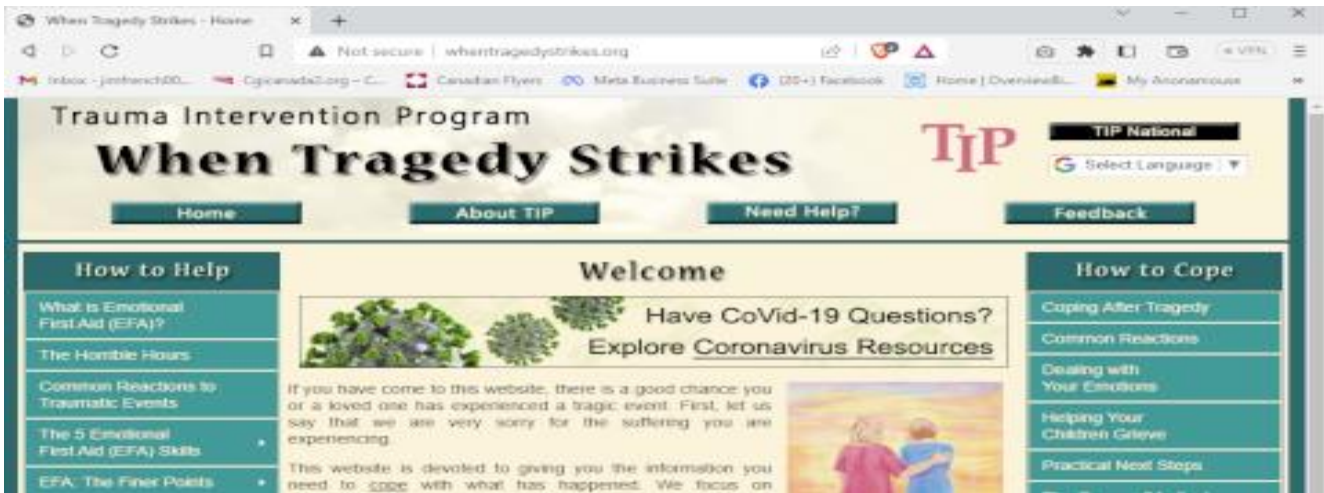 When Tragedy Strikes - Home
Not secure whentragedystrikes.org
VPN
Inbox - Canadian Flyers Meta Business Suite (20+) Facebook Home | My Anonamouse
Trauma Intervention Program
When Tragedy Strikes
TIP
TIP National
Select Language
Home About TIP Need Help? Feedback
How to Help
What is Emotional
First Aid (EFA)?
The Horrible Hours
Common Reactions to
Traumatic Events
The 5 Emotional
First Aid (EFA) Skills
EFA: The Finer Points
Welcome
Have CoVid-19 Questions?
Explore Coronavirus Resources
If you have come to this website, there is a good chance you
or a loved one has experienced a tragic event. First, let us
say that we are very sorry for the suffering you are
experiencing.
This website is devoted to giving you the information you
need to cope with what has happened. We focus on
How to Cope
Coping After Tragedy
Common Reactions
Dealing with
Your Emotions
Helping Your
Children Grieve
Practical Next Steps